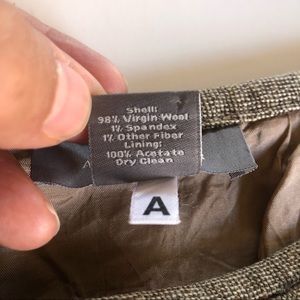 Shell:
98% Virgin Wool
1% Spandex
1% Other Fiber
Lining:
100% Acetate
Dry Clean
A